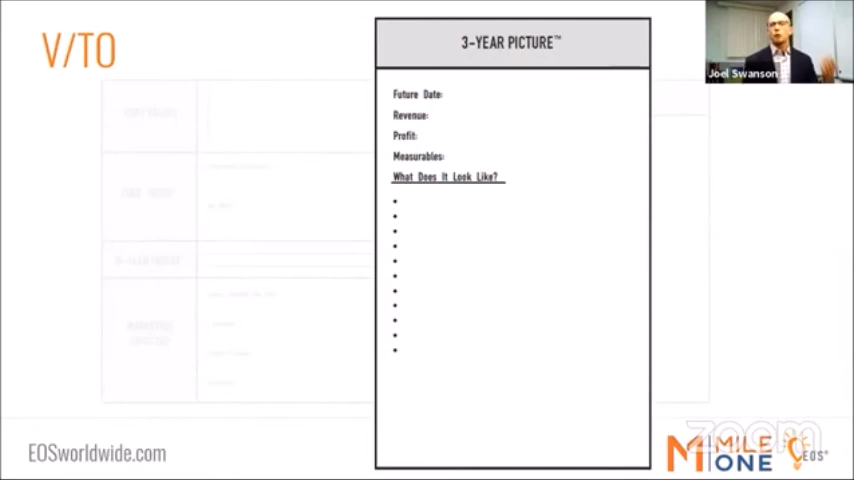 V/TO
3-YEAR PICTURE™
Joel Swanson
Future Date:
Revenue:
Profit:
Measurables:
What Does It Look Like?
EOSworldwide.com
MILE
ONE
EOS®
zoom